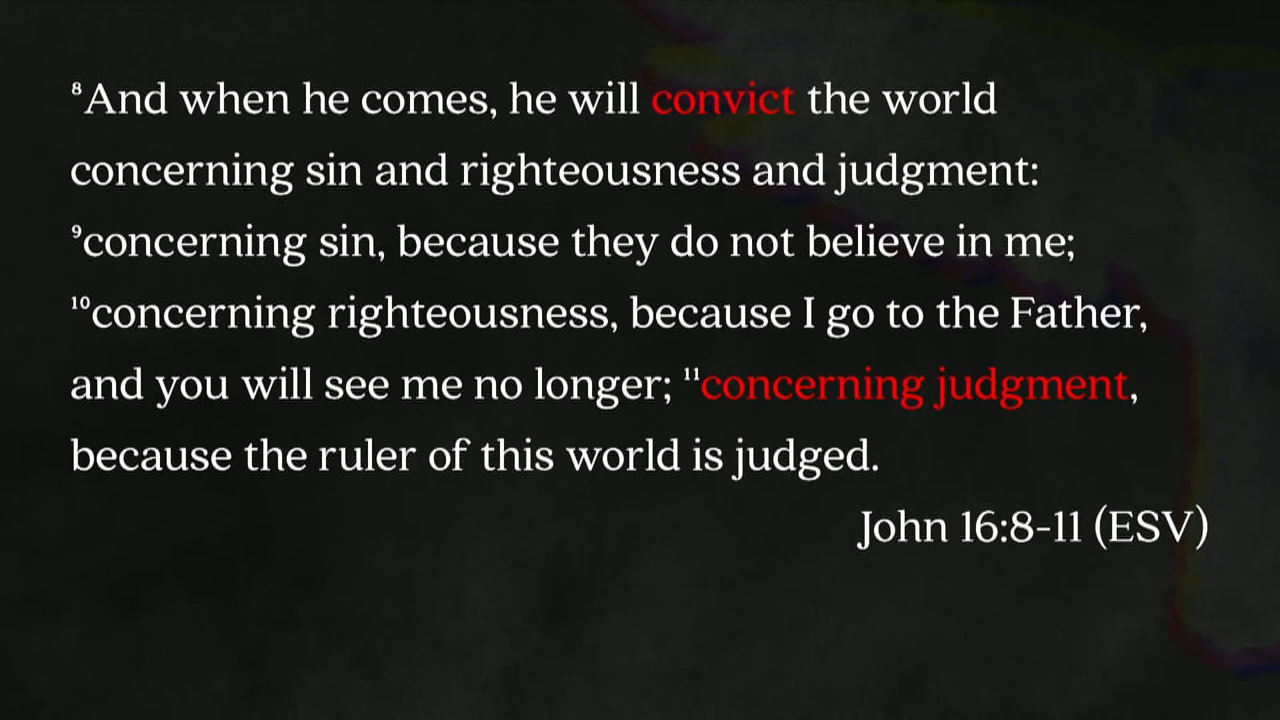 ⁸And when he comes, he will convict the world
concerning sin and righteousness and judgment:
⁹concerning sin, because they do not believe in me;
¹⁰concerning righteousness, because I go to the Father,
and you will see me no longer; ¹¹concerning judgment,
because the ruler of this world is judged.
John 16:8-11 (ESV)